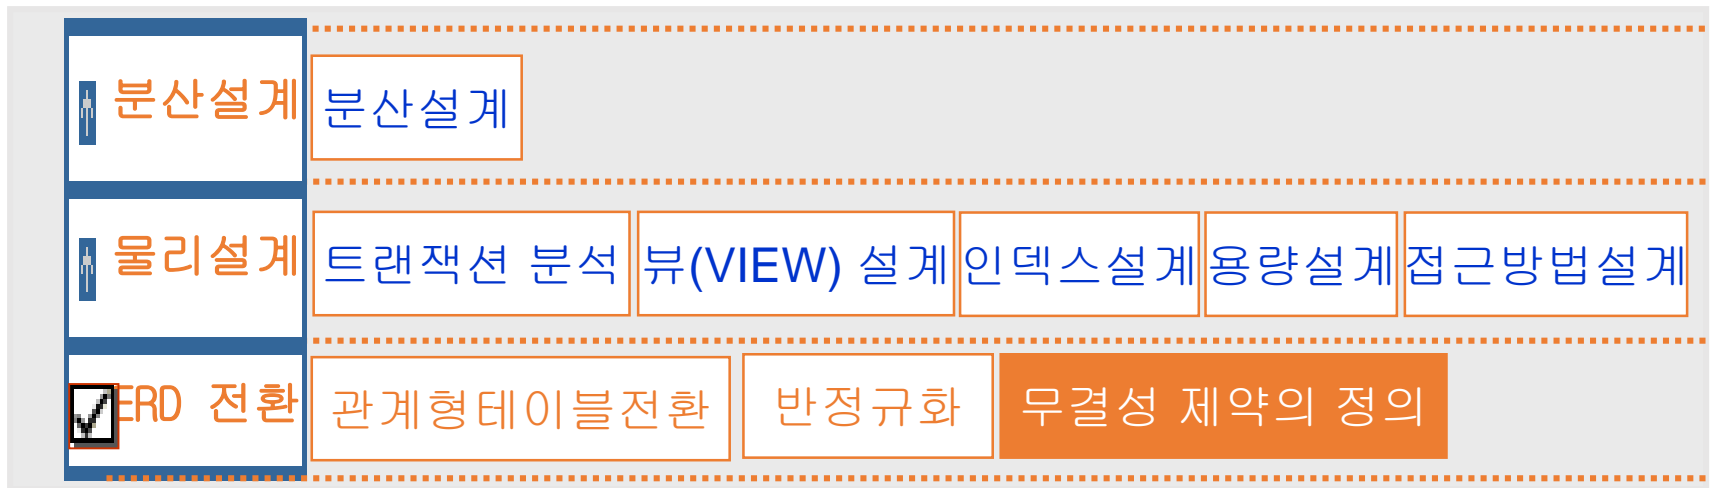 분산설계
분산설계
물리설계
트랜잭션 분석
뷰(VIEW) 설계
인덱스설계
용량설계
접근방법설계
ERD 전환
관계형테이블전환
반정규화
무결성 제약의 정의